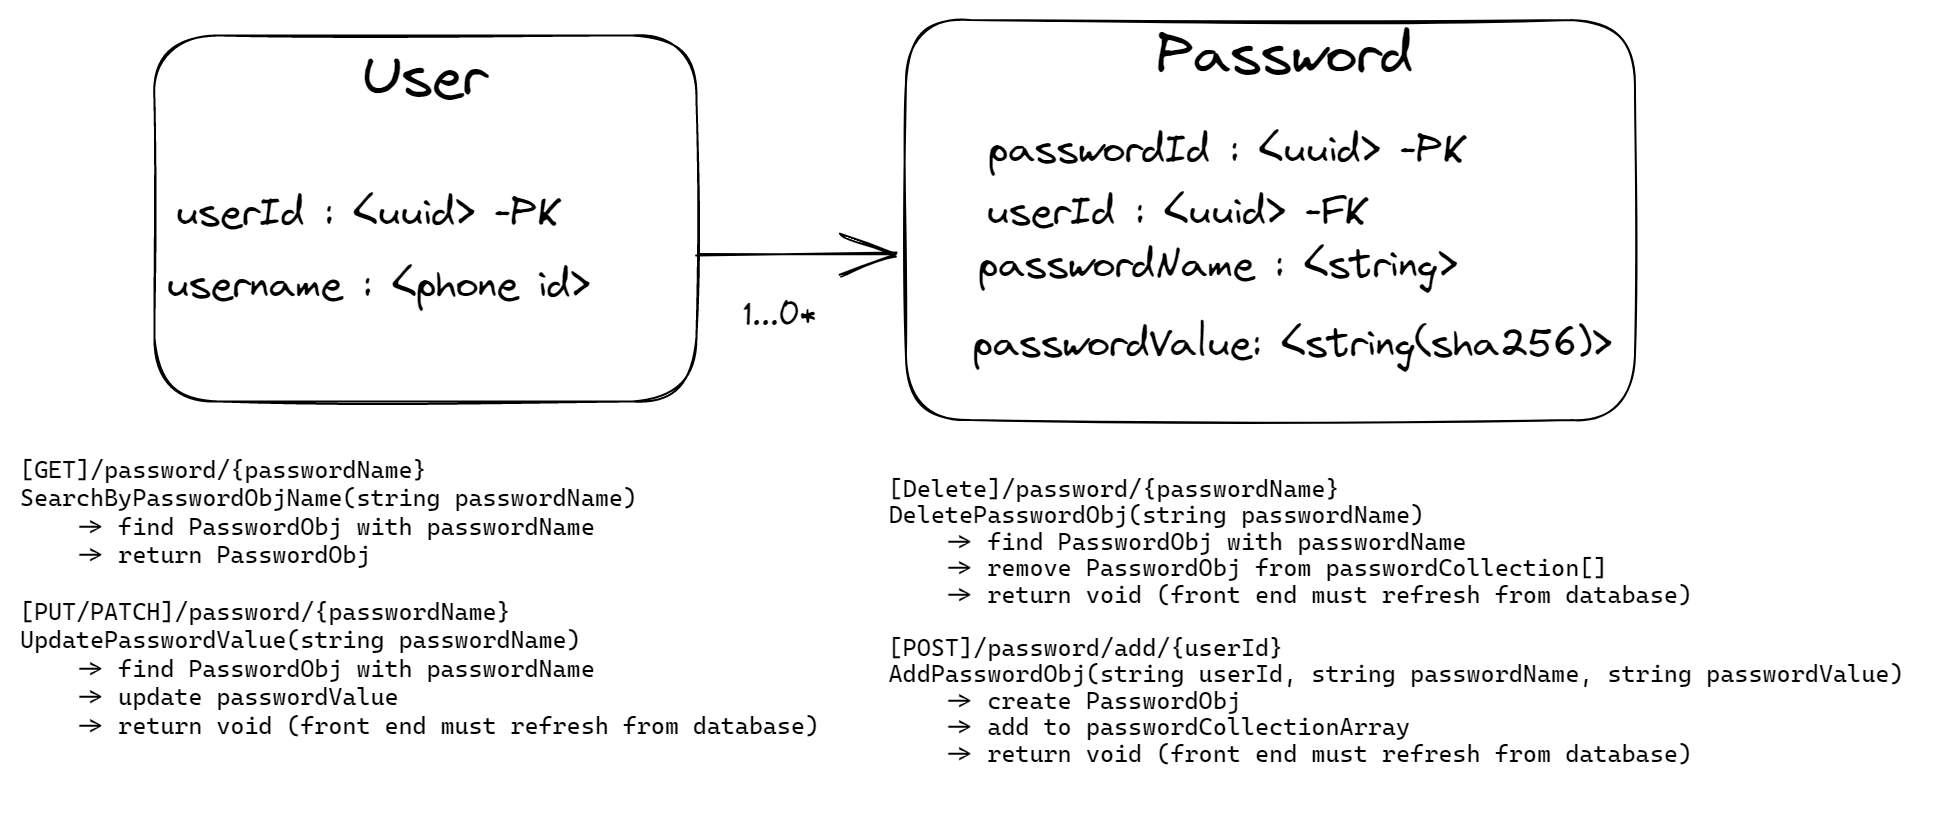 User
userId : <uuid> -PK
username : <phone id>
1...0*
Password
passwordId : <uuid> -PK
userId : <uuid> -FK
passwordName : <string>
passwordValue: <string(sha256)>
[GET]/password/{passwordName}
SearchByPasswordObjName(string passwordName)
→ find PasswordObj with passwordName
→ return PasswordObj
[PUT/PATCH]/password/{passwordName}
UpdatePasswordValue(string passwordName)
→ find PasswordObj with passwordName
→ update passwordValue
→ return void (front end must refresh from database)
[Delete]/password/{passwordName}
DeletePasswordObj(string passwordName)
→ find PasswordObj with passwordName
→ remove PasswordObj from passwordCollection[]
→ return void (front end must refresh from database)
[POST]/password/add/{userId}
AddPasswordObj(string userId, string passwordName, string passwordValue)
→ create PasswordObj
→ add to passwordCollectionArray
→ return void (front end must refresh from database)